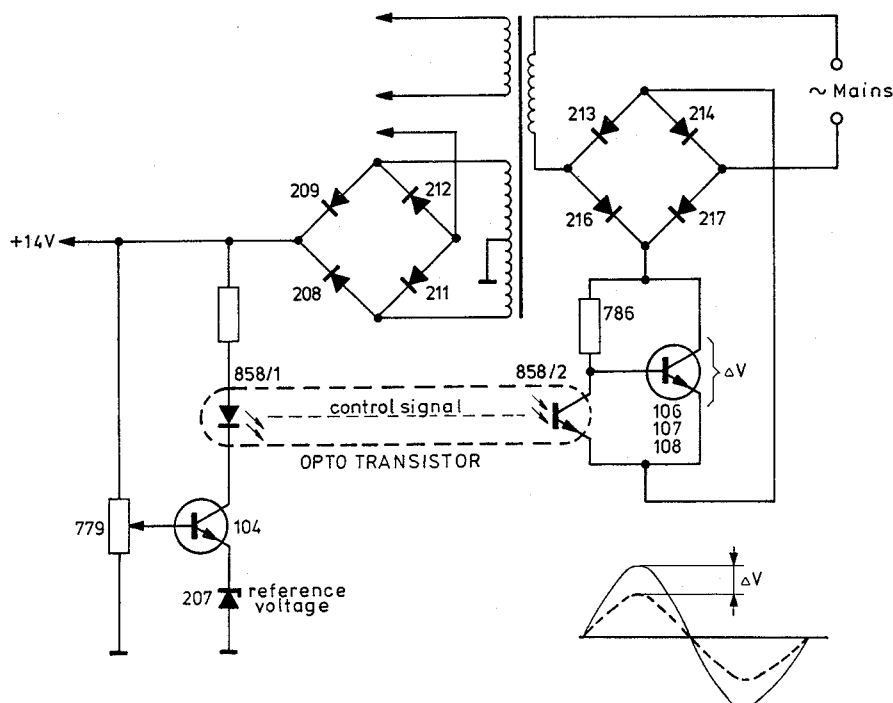 ~ Mains
213
214
209
212
+14V
216
217
208
211
786
858/1
858/2
ΔV
control signal
106
107
108
OPTO TRANSISTOR
779
104
207
reference
voltage
ΔV